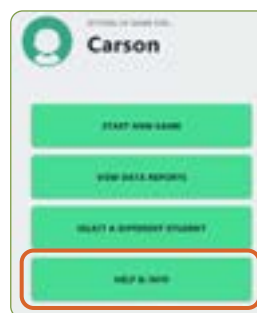 Carson
START NEW GAME
VIEW DATA REPORTS
SELECT A DIFFERENT STUDENT
HELP & INFO